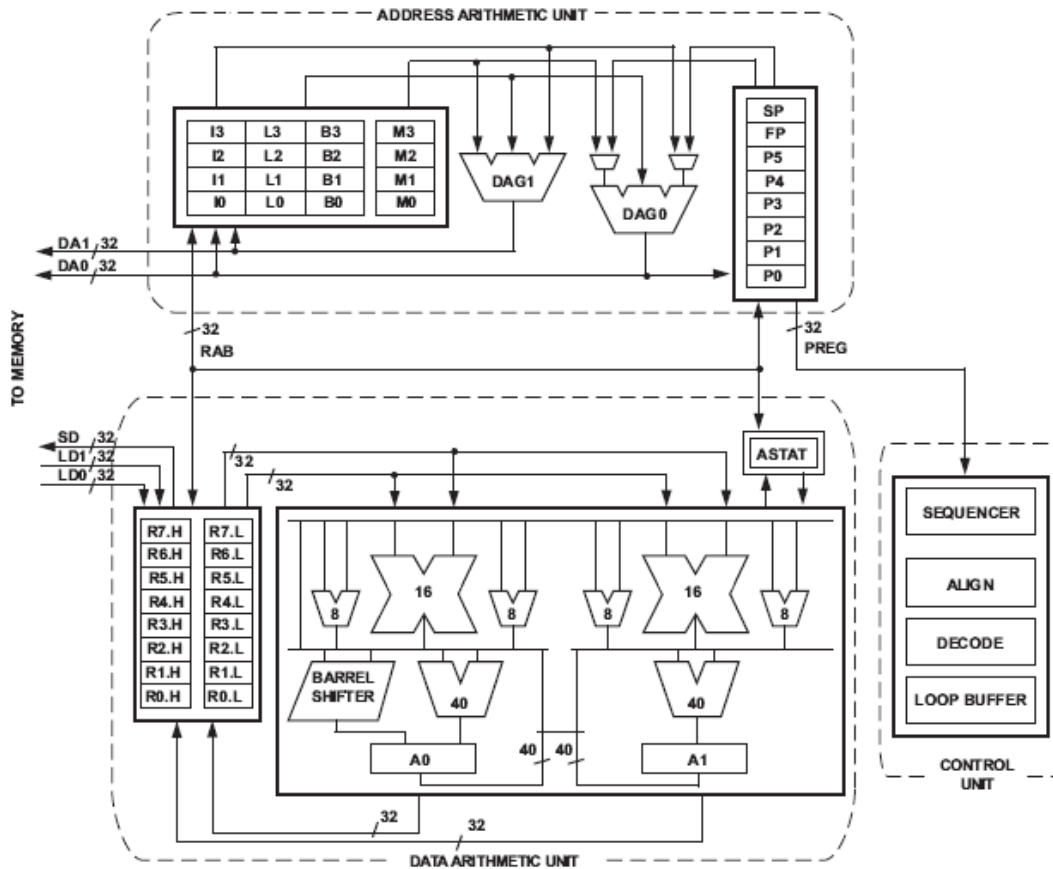 ADDRESS ARITHMETIC UNIT
I3 L3 B3 M3
I2 L2 B2 M2
I1 L1 B1 M1
I0 L0 B0 M0
DAG1
DAG0
SP
FP
P5
P4
P3
P2
P1
P0
DA1 32
DA0 32
TO MEMORY
32
RAB
32
PREG
SD 32
LD1 32
LD0 32
32
32
ASTAT
R7.H R7.L
R6.H R6.L
R5.H R5.L
R4.H R4.L
R3.H R3.L
R2.H R2.L
R1.H R1.L
R0.H R0.L
8 16 8 8 16 8
BARREL
SHIFTER
40 40
A0 40 40 A1
32
32
DATA ARITHMETIC UNIT
SEQUENCER
ALIGN
DECODE
LOOP BUFFER
CONTROL
UNIT